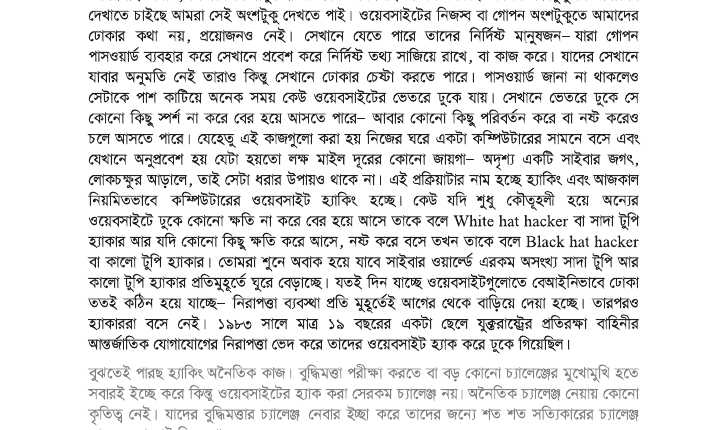 দেখাতে চাইছে আমরা সেই অংশটুকু দেখতে পাই। ওয়েবসাইটের নিজস্ব বা গোপন অংশটুকুতে আমাদের
ঢোকার কথা নয়, প্রয়োজনও নেই। সেখানে যেতে পারে তাদের নির্দিষ্ট মানুষজন– যারা গোপন
পাসওয়ার্ড ব্যবহার করে সেখানে প্রবেশ করে নির্দিষ্ট তথ্য সাজিয়ে রাখে, বা কাজ করে। যাদের সেখানে
যাবার অনুমতি নেই তারাও কিন্তু সেখানে ঢোকার চেষ্টা করতে পারে। পাসওয়ার্ড জানা না থাকলেও
সেটাকে পাশ কাটিয়ে অনেক সময় কেউ ওয়েবসাইটের ভেতরে ঢুকে যায়। সেখানে ভেতরে ঢুকে সে
কোনো কিছু স্পর্শ না করে বের হয়ে আসতে পারে– আবার কোনো কিছু পরিবর্তন করে বা নষ্ট করেও
চলে আসতে পারে। যেহেতু এই কাজগুলো করা হয় নিজের ঘরে একটা কম্পিউটারের সামনে বসে এবং
যেখানে অনুপ্রবেশ হয় যেটা হয়তো লক্ষ মাইল দূরের কোনো জায়গা– অদৃশ্য একটি সাইবার জগৎ,
লোকচক্ষুর আড়ালে, তাই সেটা ধরার উপায়ও থাকে না। এই প্রক্রিয়াটার নাম হচ্ছে হ্যাকিং এবং আজকাল
নিয়মিতভাবে কম্পিউটারের ওয়েবসাইট হ্যাকিং হচ্ছে। কেউ যদি শুধু কৌতূহলী হয়ে অন্যের
ওয়েবসাইটে ঢুকে কোনো ক্ষতি না করে বের হয়ে আসে তাকে বলে White hat hacker বা সাদা টুপি
হ্যাকার আর যদি কোনো কিছু ক্ষতি করে আসে, নষ্ট করে বসে তখন তাকে বলে Black hat hacker
বা কালো টুপি হ্যাকার। তোমরা শুনে অবাক হয়ে যাবে সাইবার ওয়ার্ল্ডে এরকম অসংখ্য সাদা টুপি আর
কালো টুপি হ্যাকার প্রতিমুহূর্তে ঘুরে বেড়াচ্ছে। যতই দিন যাচ্ছে ওয়েবসাইটগুলোতে বেআইনিভাবে ঢোকা
ততই কঠিন হয়ে যাচ্ছে– নিরাপত্তা ব্যবস্থা প্রতি মুহূর্তেই আগের থেকে বাড়িয়ে দেয়া হচ্ছে। তারপরও
হ্যাকাররা বসে নেই। ১৯৮৩ সালে মাত্র ১৯ বছরের একটা ছেলে যুক্তরাষ্ট্রের প্রতিরক্ষা বাহিনীর
আন্তর্জাতিক যোগাযোগের নিরাপত্তা ভেদ করে তাদের ওয়েবসাইট হ্যাক করে ঢুকে গিয়েছিল।
বুঝতেই পারছ হ্যাকিং অনৈতিক কাজ। বুদ্ধিমত্তা পরীক্ষা করতে বা বড় কোনো চ্যালেঞ্জের মুখোমুখি হতে
সবারই ইচ্ছে করে কিন্তু ওয়েবসাইটের হ্যাক করা সেরকম চ্যালেঞ্জ নয়। অনৈতিক চ্যালেঞ্জ নেয়ায় কোনো
কৃতিত্ব নেই। যাদের বুদ্ধিমত্তার চ্যালেঞ্জ নেবার ইচ্ছা করে তাদের জন্যে শত শত সত্যিকারের চ্যালেঞ্জ